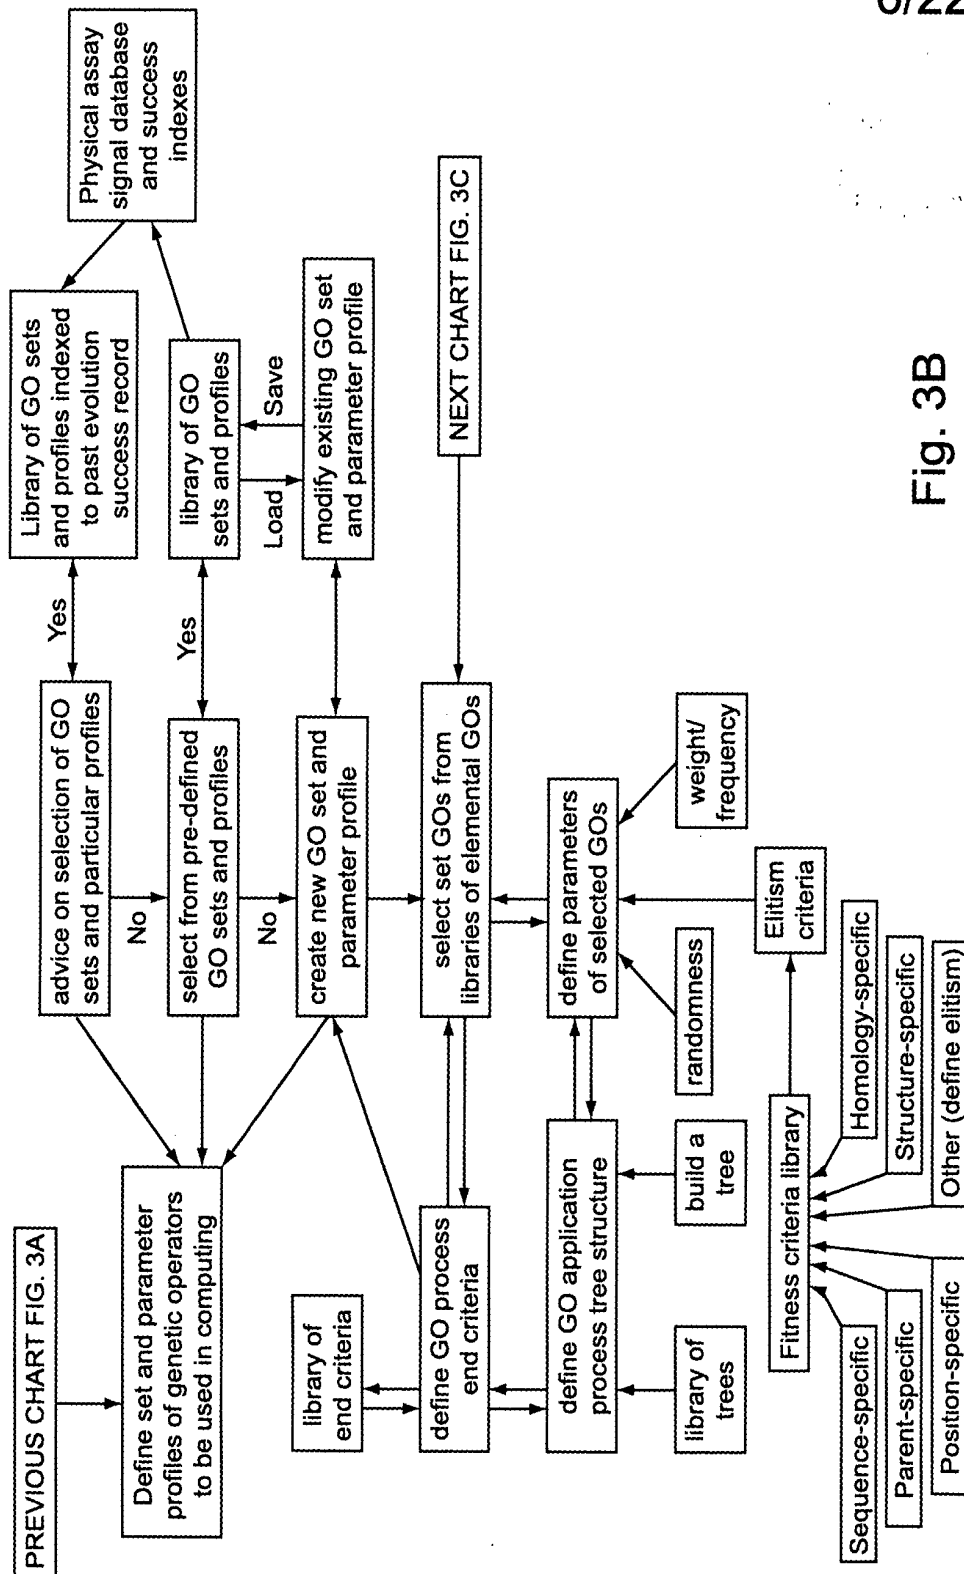 6/22
PREVIOUS CHART FIG. 3A
Define set and parameter
profiles of genetic operators
to be used in computing
advice on selection of GO
sets and particular profiles
Yes
Library of GO sets
and profiles indexed
to past evolution
success record
Physical assay
signal database
and success
indexes
No
select from pre-defined
GO sets and profiles
Yes
library of GO
sets and profiles
No
Load
Save
create new GO set and
parameter profile
modify existing GO set
and parameter profile
library of
end criteria
define GO process
end criteria
select set GOs from
libraries of elemental GOs
NEXT CHART FIG. 3C
define GO application
process tree structure
define parameters
of selected GOs
library of
trees
build a
tree
randomness
weight/
frequency
Elitism
criteria
Fitness criteria library
Sequence-specific
Homology-specific
Parent-specific
Structure-specific
Position-specific
Other (define elitism)
Fig. 3B